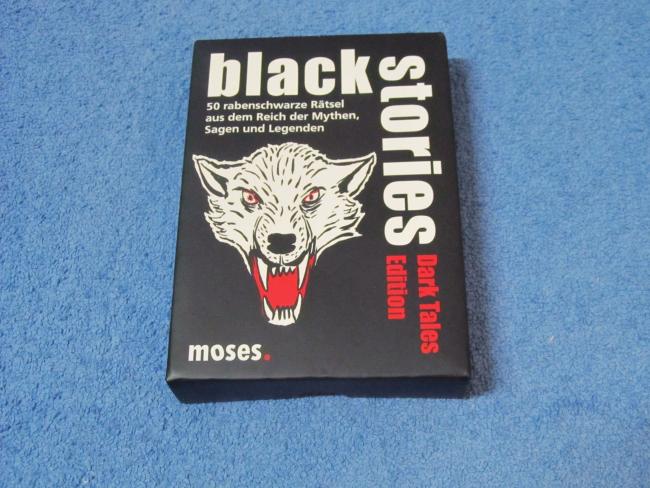 black
stories
50 rabenschwarze Rätsel
aus dem Reich der Mythen,
Sagen und Legenden
Dark Tales
Edition
moses.